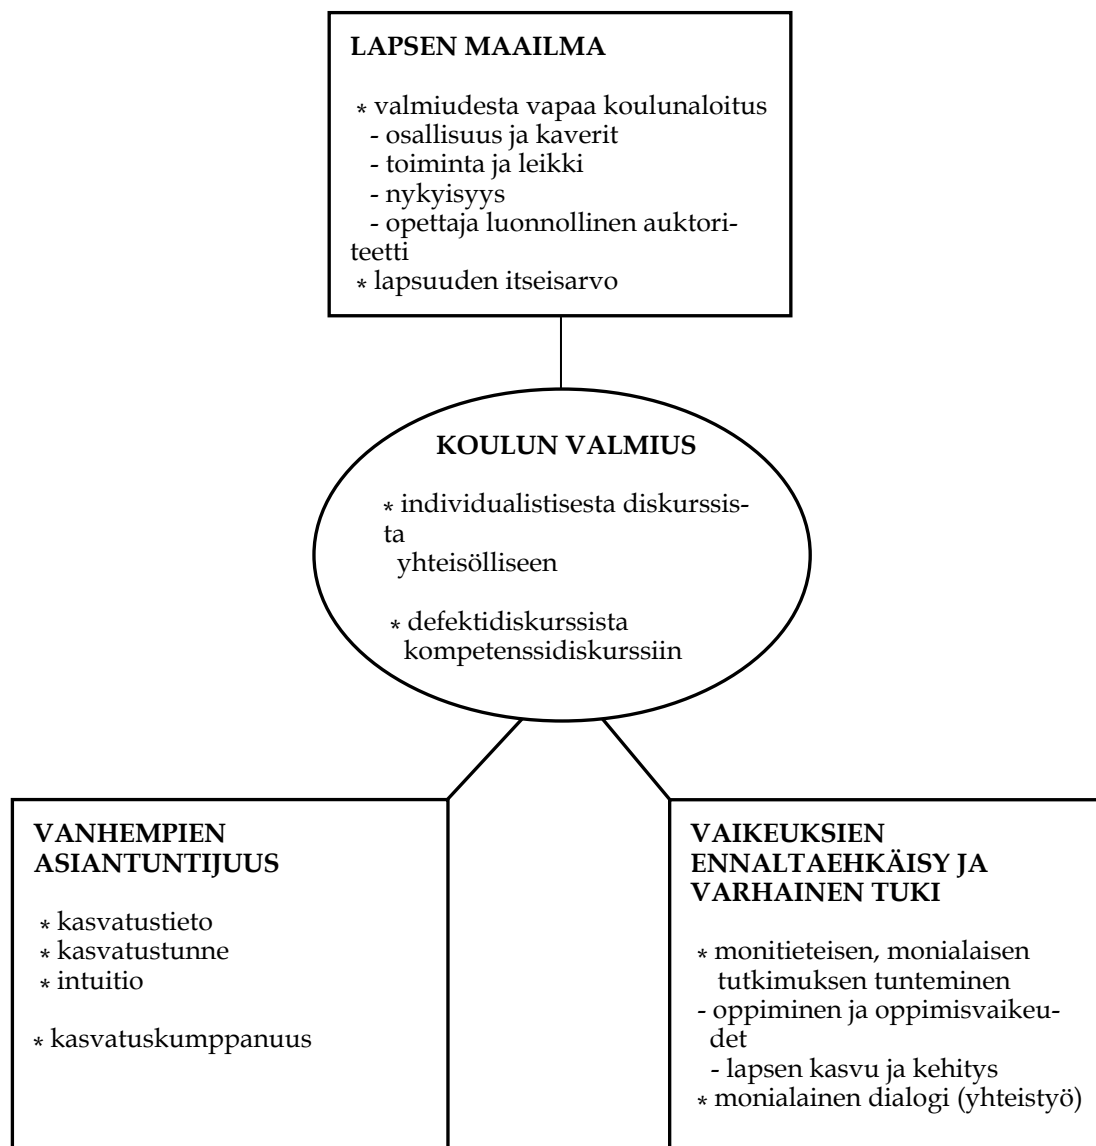 LAPSEN MAAILMA
* valmiudesta vapaa koulunaloitus
- osallisuus ja kaverit
- toiminta ja leikki
- nykyisyys
- opettaja luonnollinen auktori-
teetti
* lapsuuden itseisarvo
KOULUN VALMIUS
* individualistisesta diskurssis-
ta
yhteisölliseen
* defektidiskurssista
kompetenssidiskurssiin
VANHEMPIEN
ASIANTUNTIJUUS
* kasvatustieto
* kasvatustunne
* intuitio
* kasvatuskumppanuus
VAIKEUKSIEN
ENNALTAEHKÄISY JA
VARHAINEN TUKI
* monitieteisen, monialaisen
tutkimuksen tunteminen
- oppiminen ja oppimisvaikeu-
det
- lapsen kasvu ja kehitys
* monialainen dialogi (yhteistyö)